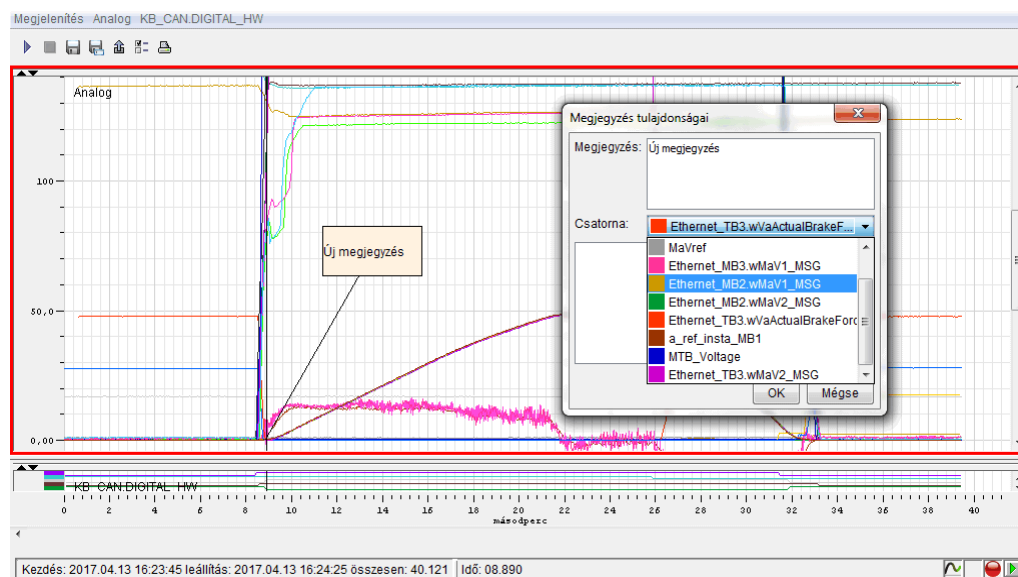 Megjelenítés Analog KB_CAN.DIGITAL_HW
Analog
100
50,0
0,00
Új megjegyzés
Megjegyzés tulajdonságai
Megjegyzés:
Új megjegyzés
Csatorna:
Ethernet_TB3.wVaActualBrakeF...
MaVref
Ethernet_MB3.wMaV1_MSG
Ethernet_MB2.wMaV1_MSG
Ethernet_MB2.wMaV2_MSG
Ethernet_TB3.wVaActualBrakeForc
a_ref_insta_MB1
MTB_Voltage
Ethernet_TB3.wMaV2_MSG
OK Mégse
KB_CAN.DIGITAL_HW
0 2 4 6 8 10 12 14 16 18 20 22 24 26 28 30 32 34 36 38 40
másodperc
Kezdés: 2017.04.13 16:23:45 leállítás: 2017.04.13 16:24:25 összesen: 40.121 Idő: 08.890